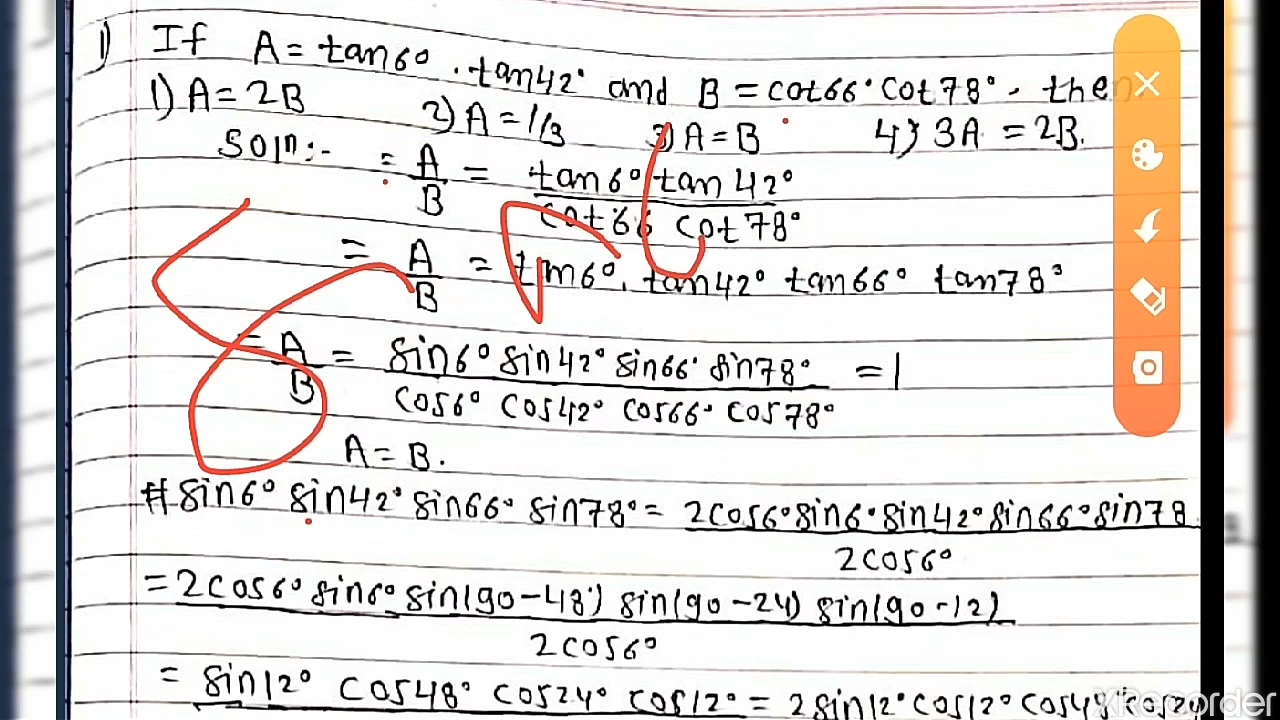 1) If A = tan6° . tan42° and B = cot66° cot78° . then
1) A = 2B 2) A = 1/B 3) A = B 4) 3A = 2B.
Soln:- = A/B = tan6° tan42° / cot66 cot78°
= A/B = tan6° . tan42° tan66° tan78°
= A/B = sin6° sin42° sin66° sin78° / cos6° cos42° cos66° cos78° = 1
A = B.
# sin6° sin42° sin66° sin78° = 2cos6° sin6° sin42° sin66° sin78 / 2cos6°
= 2cos6° sin6° sin(90-48°) sin(90-24) sin(90-12) / 2cos6°
= sin12° cos48° cos24° cos12° = 2sin12° cos12°
XRecorder